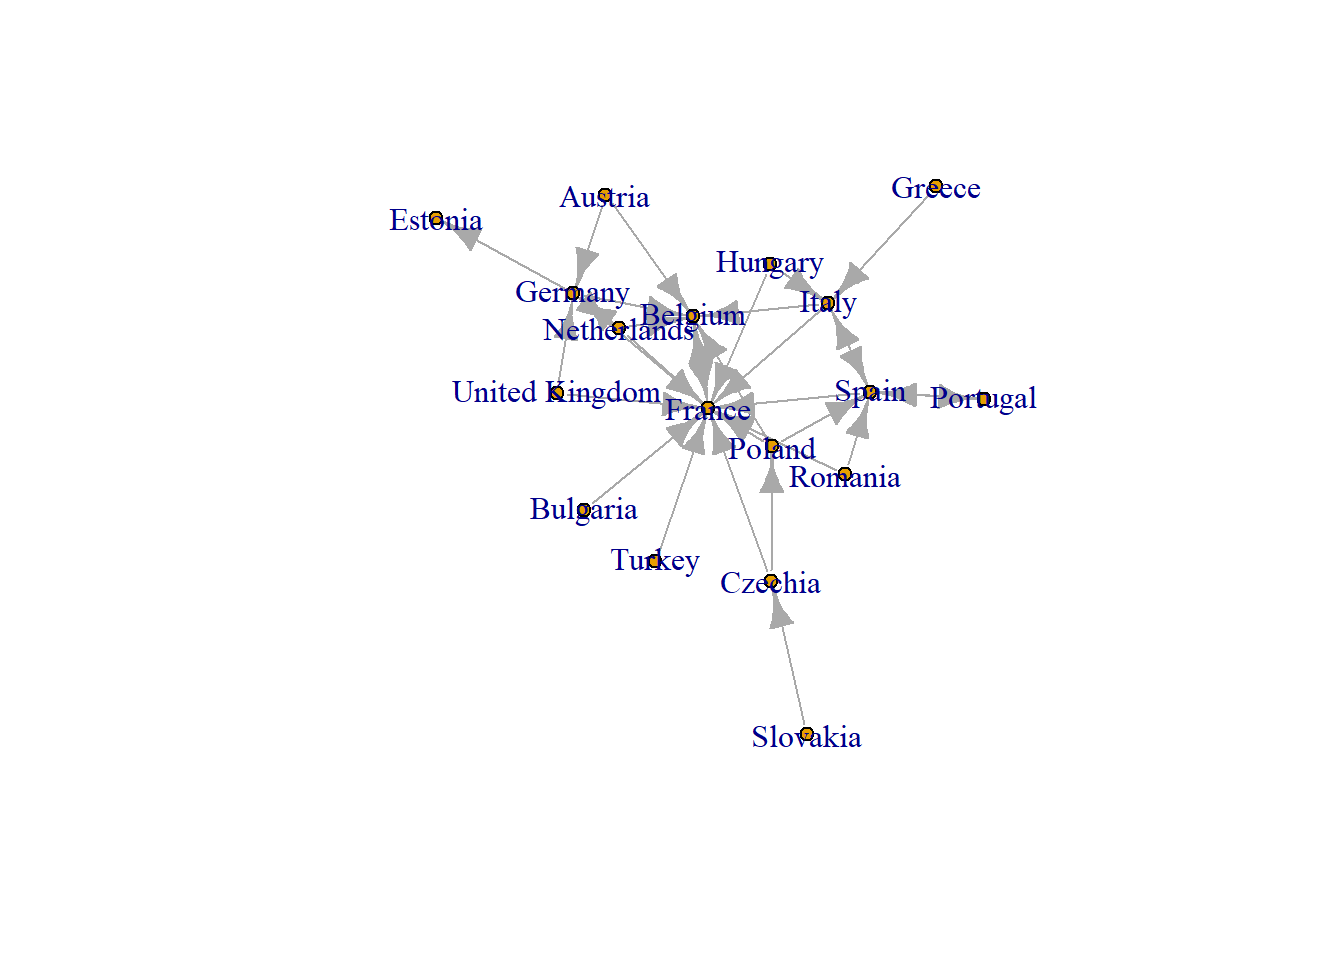 Greece
Austria
Estonia
Hungary
Germany
Italy
Belgium
Netherlands
United Kingdom
Spain
Portugal
France
Poland
Romania
Bulgaria
Turkey
Czechia
Slovakia